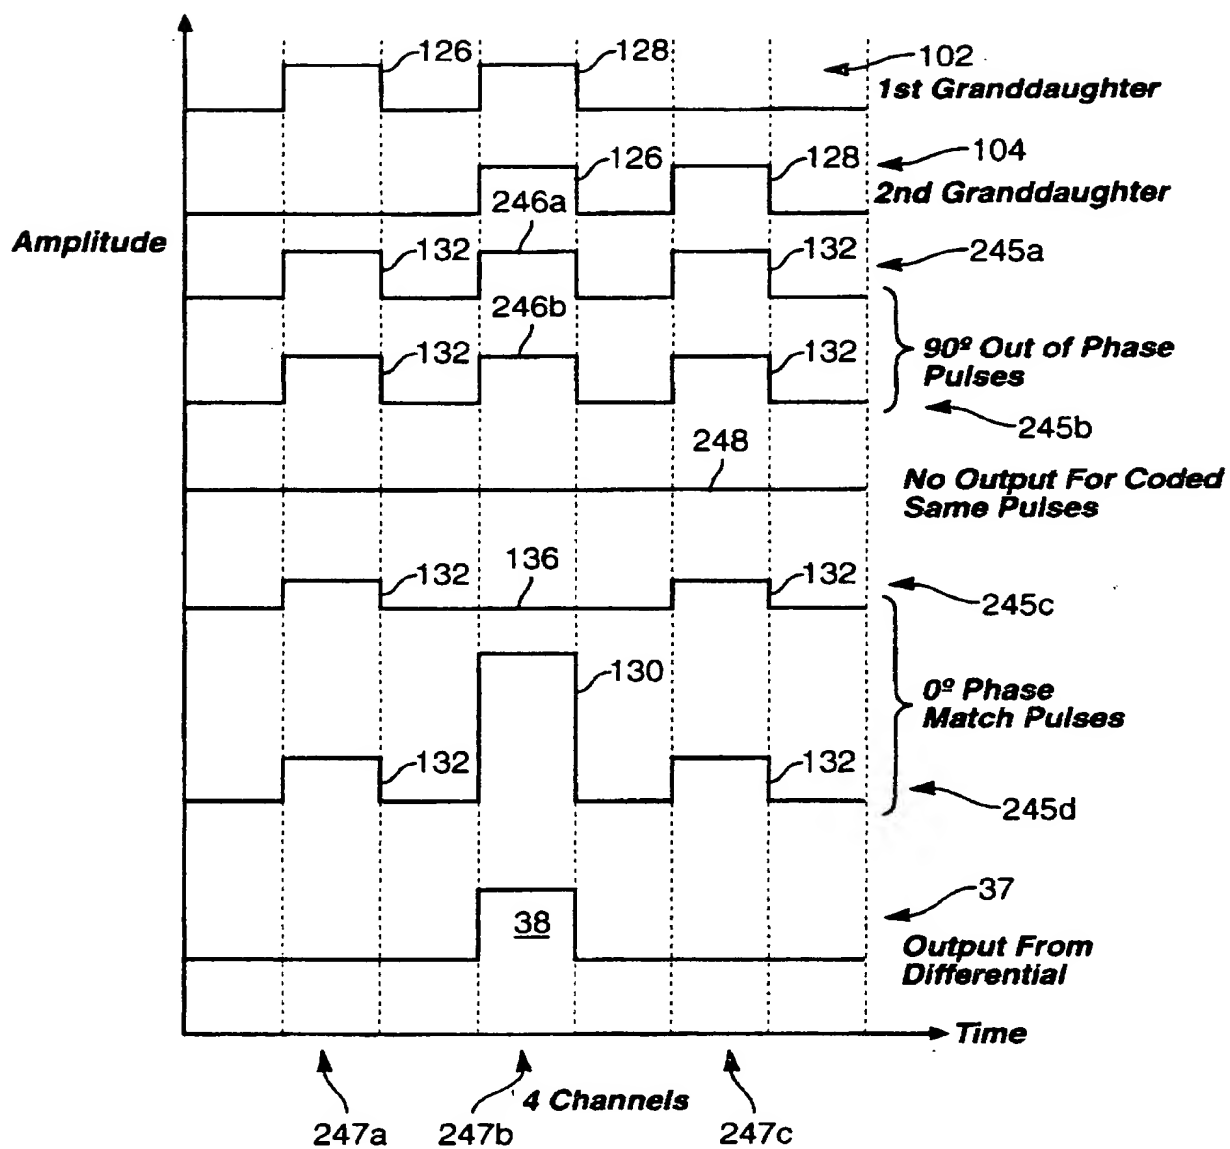 126
128
102
1st Granddaughter
126
128
104
2nd Granddaughter
246a
Amplitude
132
132
245a
246b
132
132
90º Out of Phase
Pulses
245b
248
No Output For Coded
Same Pulses
136
132
132
245c
130
0º Phase
Match Pulses
132
132
245d
37
38
Output From
Differential
Time
4 Channels
247a
247b
247c